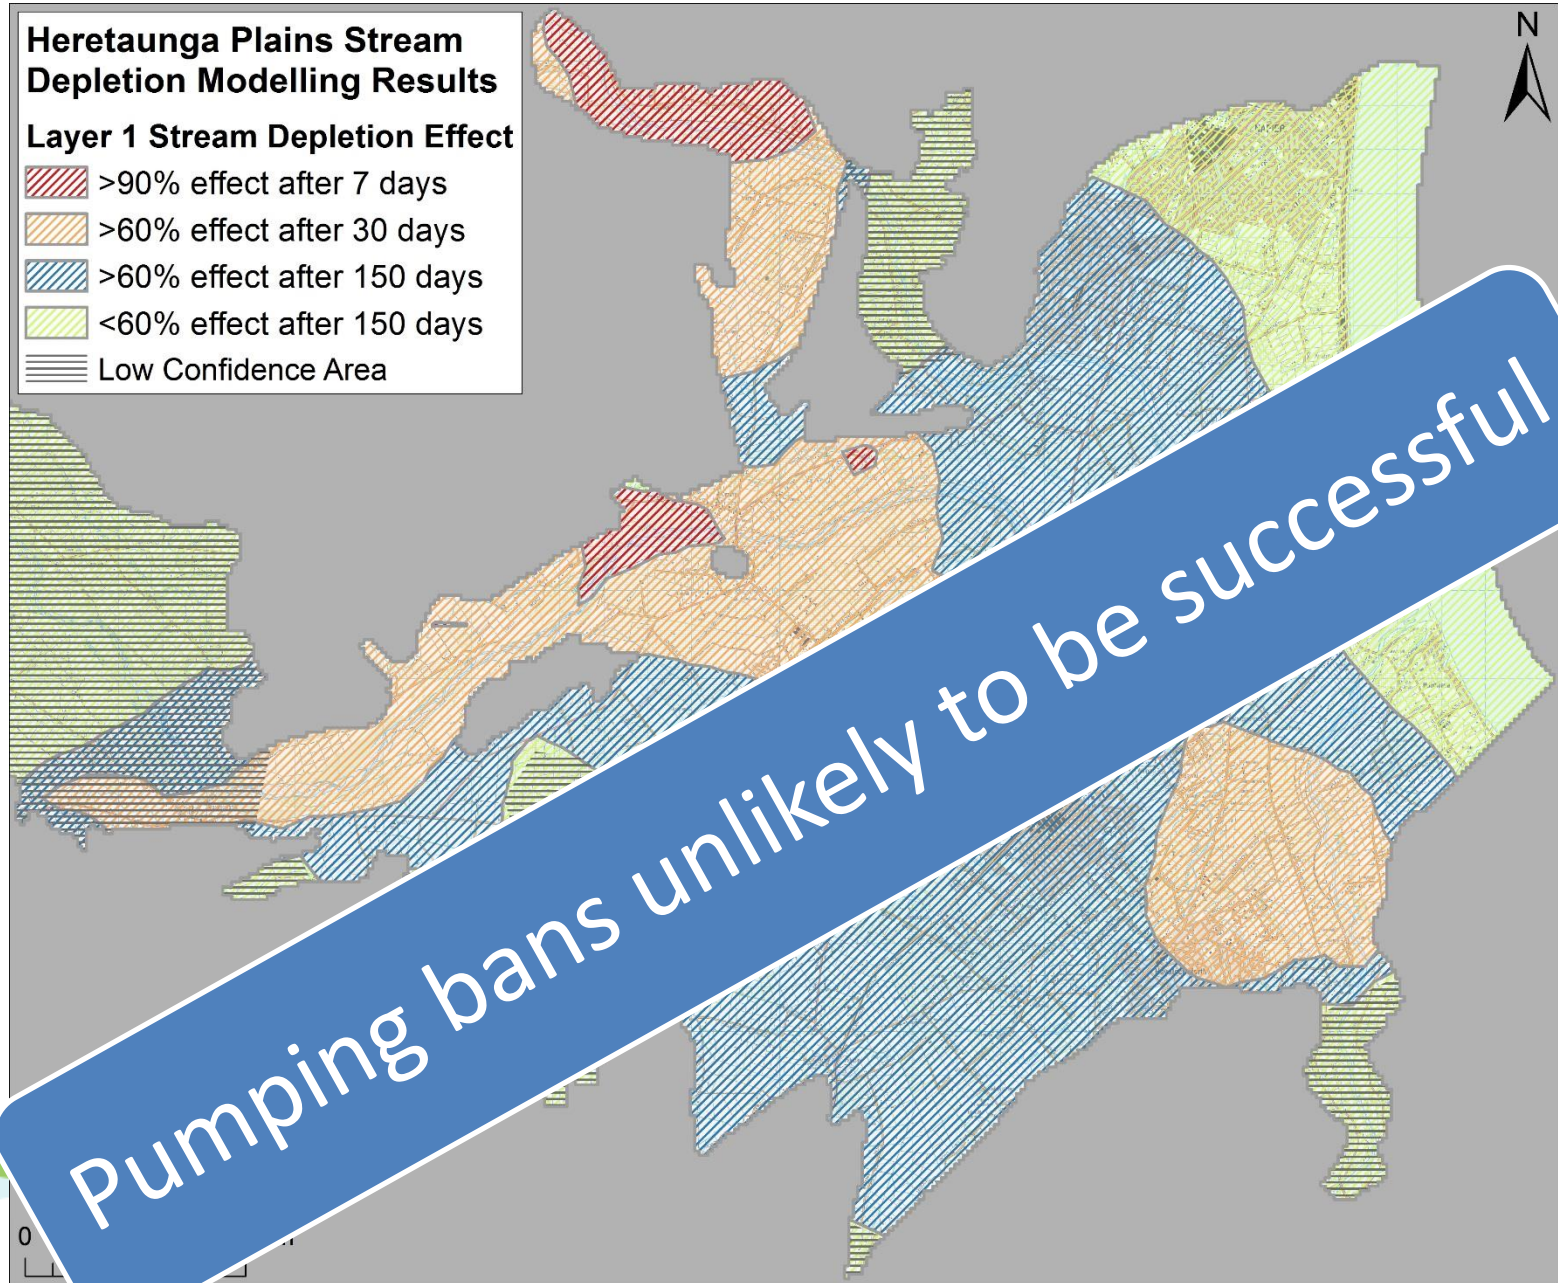 Heretaunga Plains Stream
Depletion Modelling Results
Layer 1 Stream Depletion Effect
>90% effect after 7 days
>60% effect after 30 days
>60% effect after 150 days
<60% effect after 150 days
Low Confidence Area
N
NAPIER
Pumping bans unlikely to be successful
0